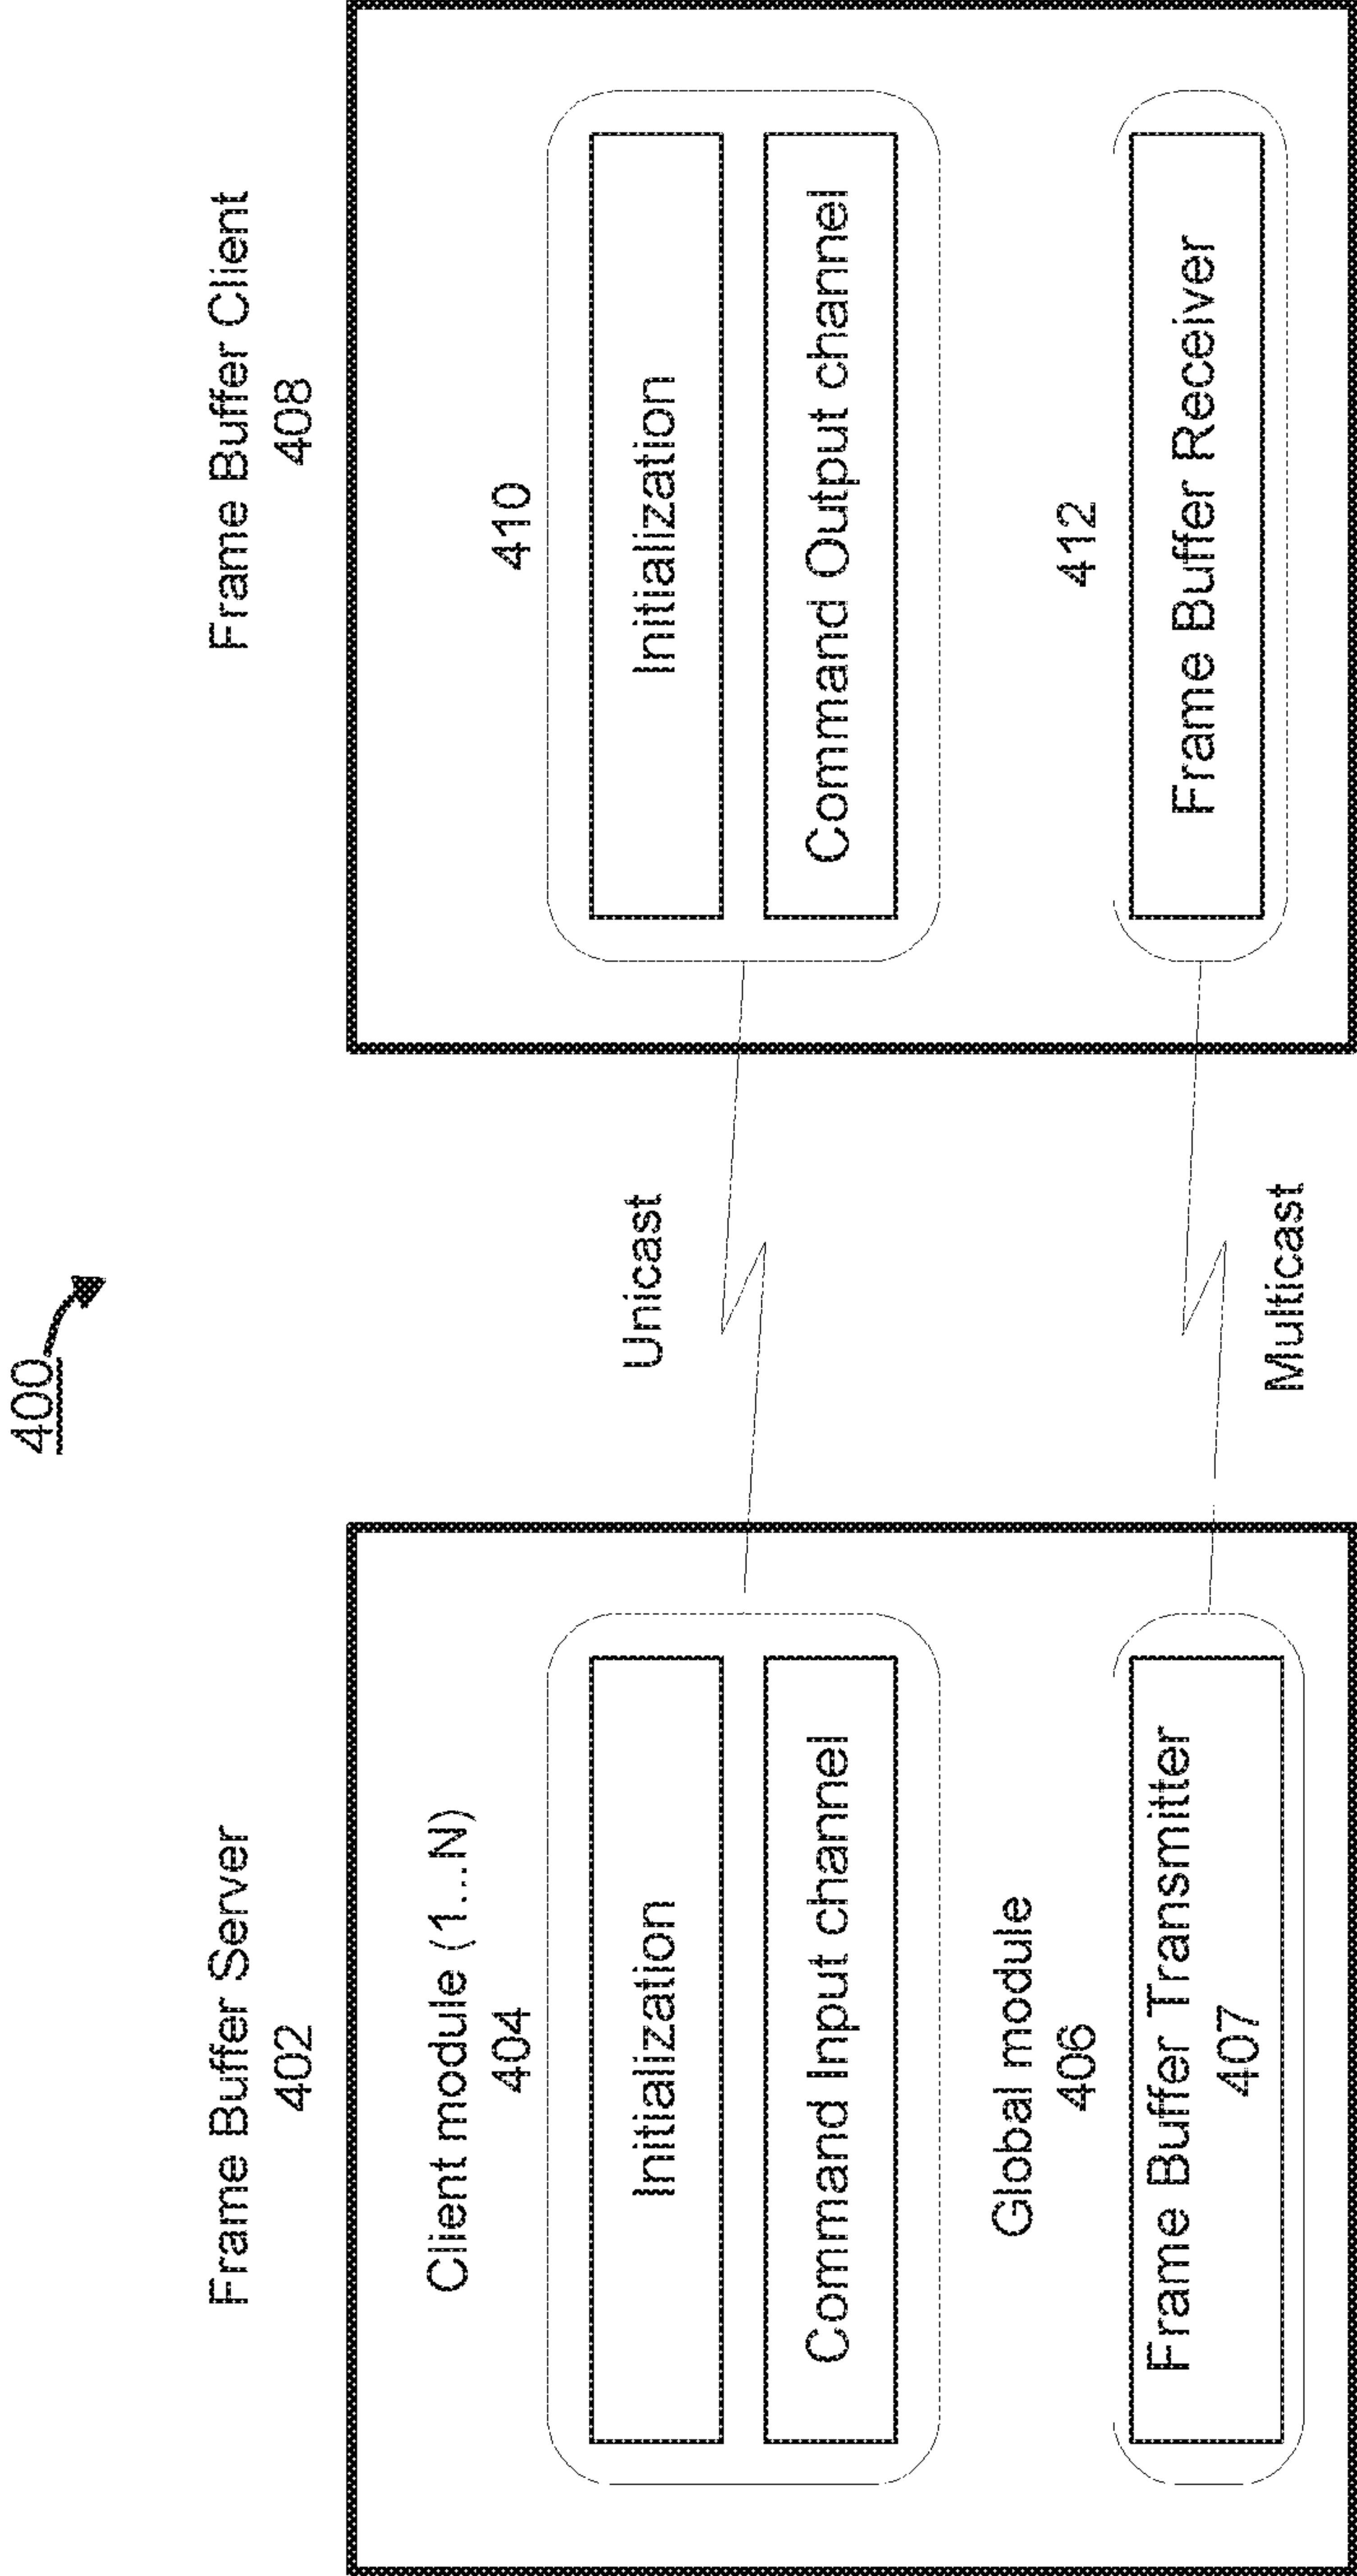 400
Frame Buffer Server
402
Client module (1...N)
404
Initialization
Command Input channel
Global module
406
Frame Buffer Transmitter
407
Unicast
Multicast
Frame Buffer Client
408
410
Initialization
Command Output channel
412
Frame Buffer Receiver